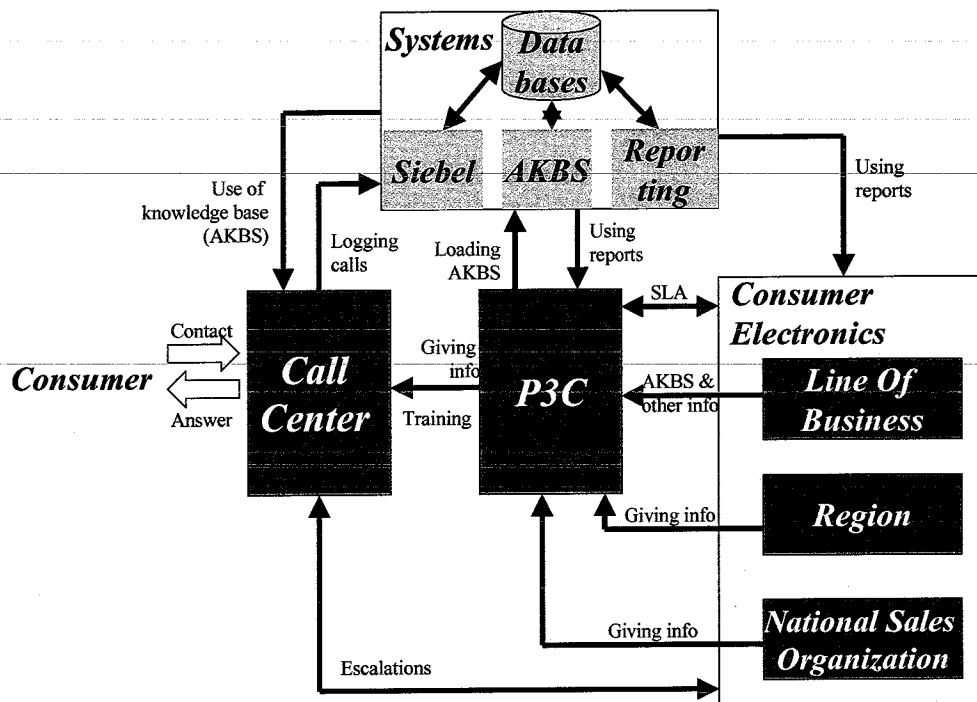 Systems
Data
bases
Siebel
AKBS
Repor
ting
Use of
knowledge base
(AKBS)
Logging
calls
Loading
AKBS
Using
reports
Using
reports
Contact
Consumer
Answer
Call
Center
Giving
info
Training
P3C
SLA
Consumer
Electronics
AKBS &
other info
Line Of
Business
Giving info
Region
Giving info
National Sales
Organization
Escalations